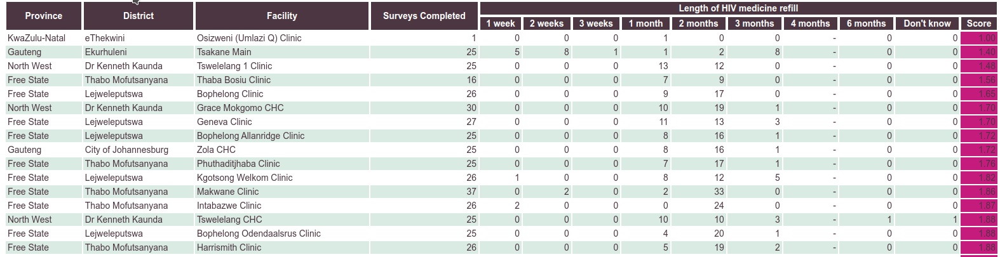 Province District Facility Surveys Completed Length of HIV medicine refill
1 week 2 weeks 3 weeks 1 month 2 months 3 months 4 months 6 months Don't know Score
KwaZulu-Natal eThekwini Osizweni (Umlazi Q) Clinic 1 0 0 0 1 0 0 - 0 0 1.00
Gauteng Ekurhuleni Tsakane Main 25 5 8 1 1 2 8 - 0 0 1.40
North West Dr Kenneth Kaunda Tswelelang 1 Clinic 25 0 0 0 13 12 0 - 0 0 1.48
Free State Thabo Mofutsanyana Thaba Bosiu Clinic 16 0 0 0 7 9 0 - 0 0 1.56
Free State Lejweleputswa Bophelong Clinic 26 0 0 0 9 17 0 - 0 0 1.65
North West Dr Kenneth Kaunda Grace Mokgomo CHC 30 0 0 0 10 19 1 - 0 0 1.70
Free State Lejweleputswa Geneva Clinic 27 0 0 0 11 13 3 - 0 0 1.70
Free State Lejweleputswa Bophelong Allanridge Clinic 25 0 0 0 8 16 1 - 0 0 1.72
Gauteng City of Johannesburg Zola CHC 25 0 0 0 8 16 1 - 0 0 1.72
Free State Thabo Mofutsanyana Phuthaditjhaba Clinic 25 0 0 0 7 17 1 - 0 0 1.76
Free State Lejweleputswa Kgotsong Welkom Clinic 26 1 0 0 8 12 5 - 0 0 1.82
Free State Thabo Mofutsanyana Makwane Clinic 37 0 2 0 2 33 0 - 0 0 1.86
Free State Thabo Mofutsanyana Intabazwe Clinic 26 2 0 0 0 24 0 - 0 0 1.87
North West Dr Kenneth Kaunda Tswelelang CHC 25 0 0 0 10 10 3 - 1 1 1.88
Free State Lejweleputswa Bophelong Odendaalsrus Clinic 25 0 0 0 4 20 1 - 0 0 1.88
Free State Thabo Mofutsanyana Harrismith Clinic 26 0 0 0 5 19 2 - 0 0 1.88